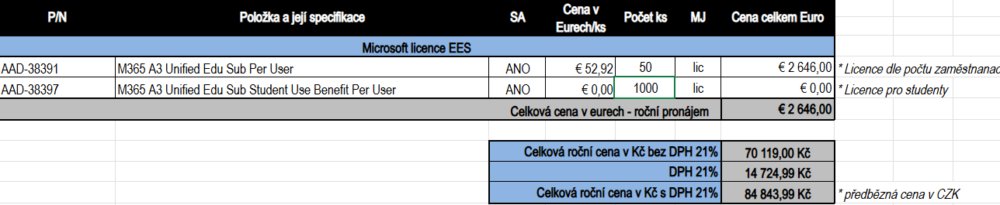 P/N Položka a její specifikace SA Cena v Eurech/ks Počet ks MJ Cena celkem Euro
Microsoft licence EES
AAD-38391 M365 A3 Unified Edu Sub Per User ANO € 52,92 50 lic € 2 646,00 * Licence dle počtu zaměstnanac
AAD-38397 M365 A3 Unified Edu Sub Student Use Benefit Per User ANO € 0,00 1000 lic € 0,00 * Licence pro studenty
Celková cena v eurech - roční pronájem € 2 646,00
Celková roční cena v Kč bez DPH 21% 70 119,00 Kč
DPH 21% 14 724,99 Kč
Celková roční cena v Kč s DPH 21% 84 843,99 Kč * předbězná cena v CZK